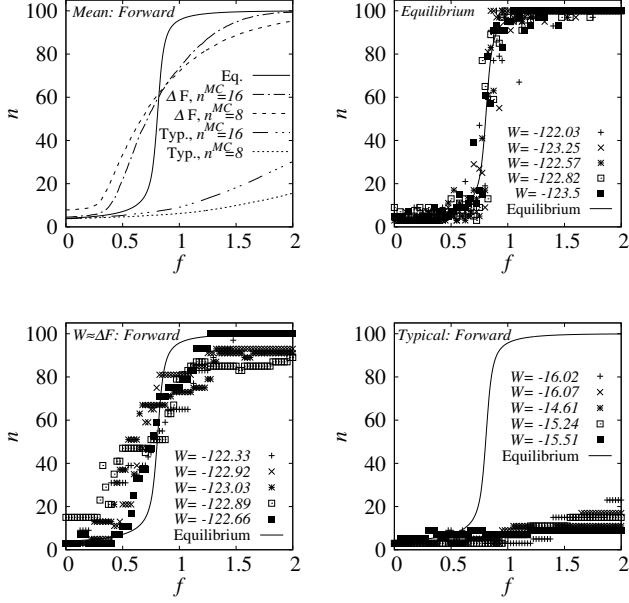 Mean: Forward
100
80
60
40
20
0
n
Eq.
ΔF, n^MC=16
ΔF, n^MC=8
Typ., n^MC=16
Typ., n^MC=8
0 0.5 1 1.5 2
f
Equilibrium
100
80
60
40
20
0
n
W= -122.03
W= -123.25
W= -122.57
W= -122.82
W= -123.5
Equilibrium
0 0.5 1 1.5 2
f
W≈ΔF: Forward
100
80
60
40
20
0
n
W= -122.33
W= -122.92
W= -123.03
W= -122.89
W= -122.66
Equilibrium
0 0.5 1 1.5 2
f
Typical: Forward
100
80
60
40
20
0
n
W= -16.02
W= -16.07
W= -14.61
W= -15.24
W= -15.51
Equilibrium
0 0.5 1 1.5 2
f